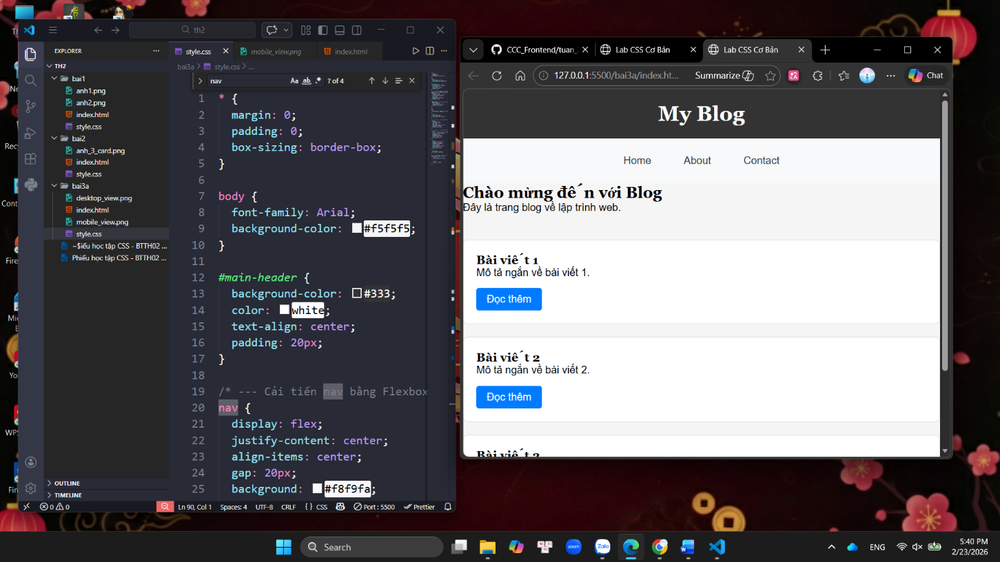 th2
EXPLORER
TH2
bai1
anh1.png
anh2.png
index.html
style.css
bai2
anh_3_card.png
index.html
style.css
bai3a
desktop_view.png
index.html
mobile_view.png
style.css
~$iếu học tập CSS - BTTH02 ...
Phiếu học tập CSS - BTTH02 ...
OUTLINE
TIMELINE
style.css
mobile_view.png
index.html
bai3a > style.css > ...
nav
Aa ab .*
? of 4
1 * {
2 margin: 0;
3 padding: 0;
4 box-sizing: border-box;
5 }
6
7 body {
8 font-family: Arial;
9 background-color: #f5f5f5;
10 }
11
12 #main-header {
13 background-color: #333;
14 color: white;
15 text-align: center;
16 padding: 20px;
17 }
18
19 /* --- Cải tiến nav bằng Flexbox
20 nav {
21 display: flex;
22 justify-content: center;
23 align-items: center;
24 gap: 20px;
25 background: #f8f9fa;
0 0 Ln 90, Col 1 Spaces: 4 UTF-8 CRLF { } CSS Port : 5500 Prettier
CCC_Frontend/tuan_
Lab CSS Cơ Bản
Lab CSS Cơ Bản
127.0.0.1:5500/bai3a/index.ht...
Summarize
Chat
My Blog
Home About Contact
Chào mừng đến với Blog
Đây là trang blog về lập trình web.
Bài viết 1
Mô tả ngắn về bài viết 1.
Đọc thêm
Bài viết 2
Mô tả ngắn về bài viết 2.
Đọc thêm
Search
zoom
Zalo
ENG
5:40 PM
2/23/2026